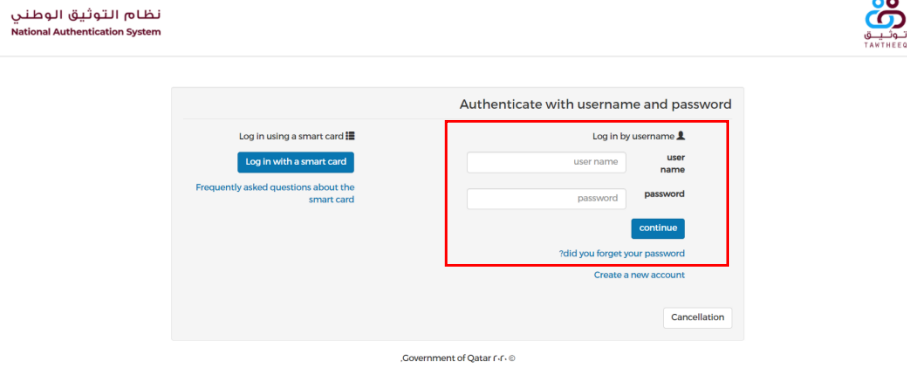 نظام التوثيق الوطني
National Authentication System
توثيق
TAWTHEEQ
Authenticate with username and password
Log in by username
user name
user
name
password
password
continue
?did you forget your password
Create a new account
Log in using a smart card
Log in with a smart card
Frequently asked questions about the
smart card
Cancellation
,Government of Qatar ٢٠٢٠ ©